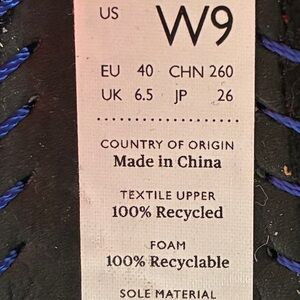 US W9
EU 40 CHN 260
UK 6.5 JP 26
COUNTRY OF ORIGIN
Made in China
TEXTILE UPPER
100% Recycled
FOAM
100% Recyclable
SOLE MATERIAL